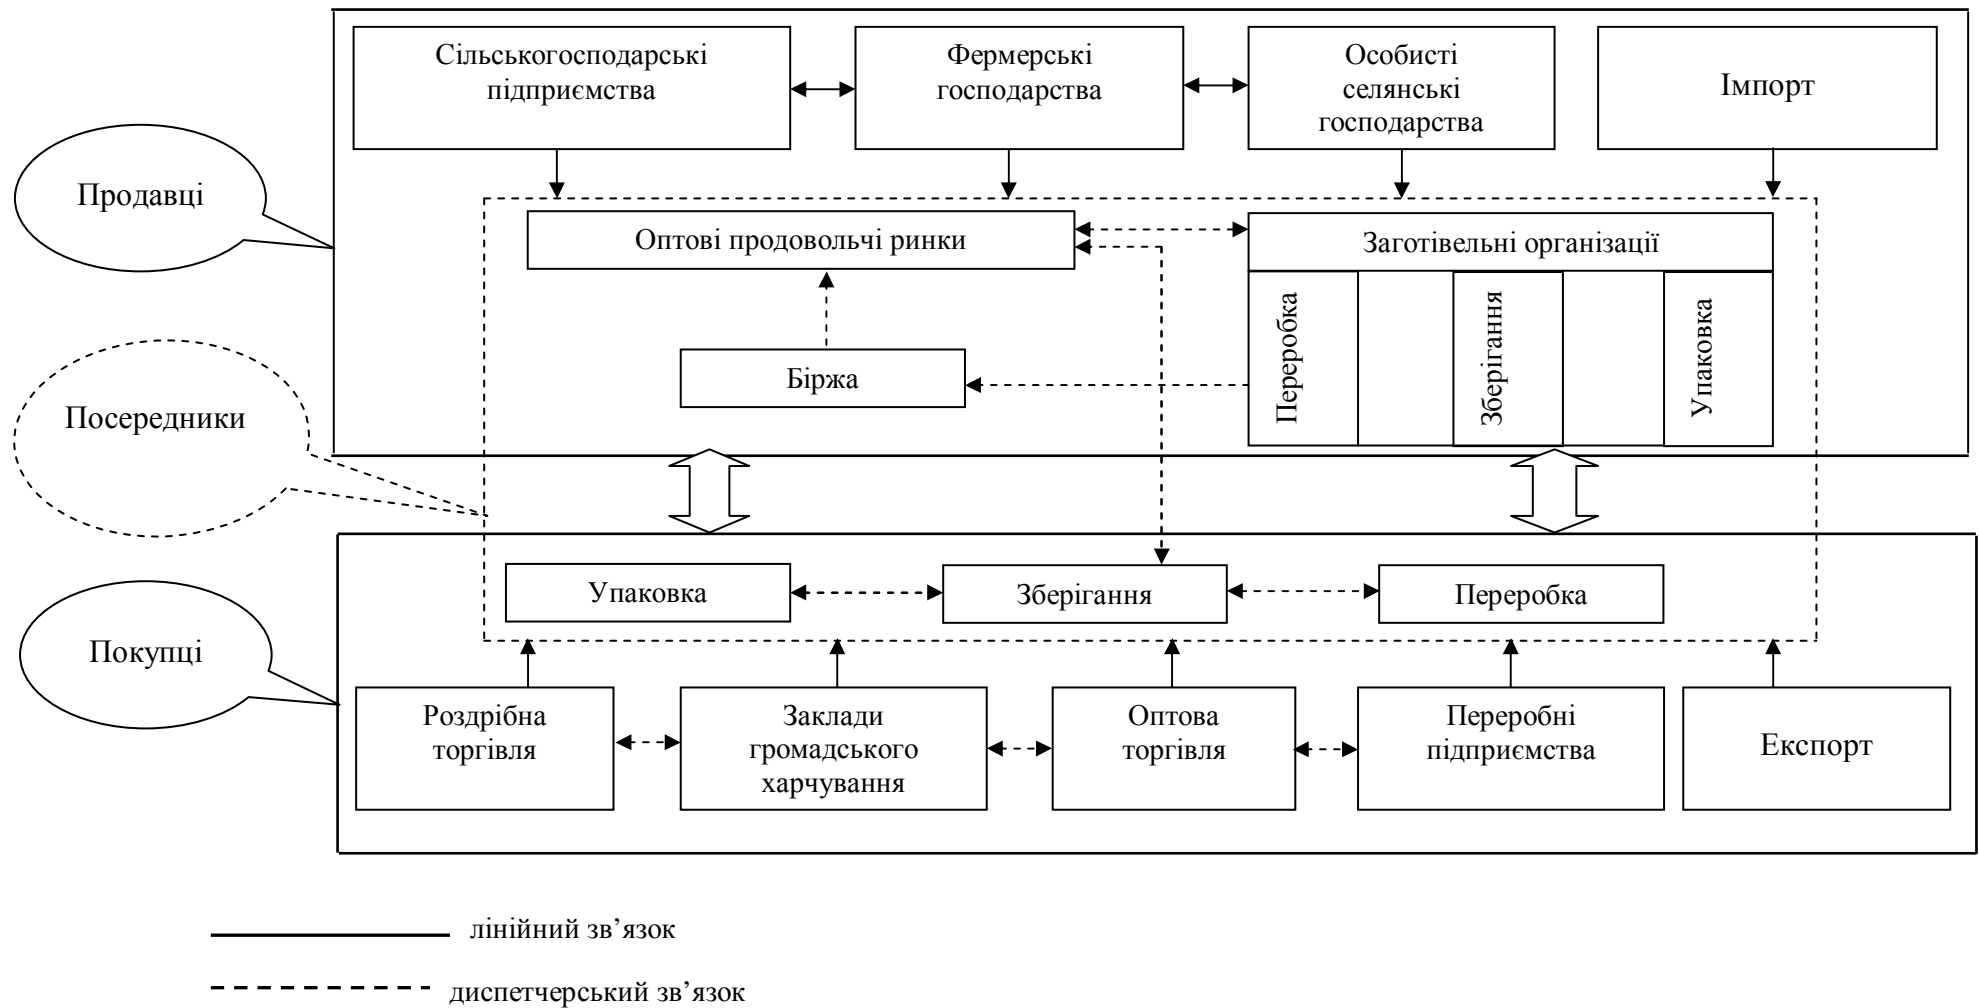 Сільськогосподарські
підприємства
Фермерські
господарства
Особисті
селянські
господарства
Імпорт
Продавці
Оптові продовольчі ринки
Заготівельні організації
Переробка
Зберігання
Упаковка
Біржа
Посередники
Упаковка
Зберігання
Переробка
Покупці
Роздрібна
торгівля
Заклади
громадського
харчування
Оптова
торгівля
Переробні
підприємства
Експорт
лінійний зв’язок
диспетчерський зв’язок